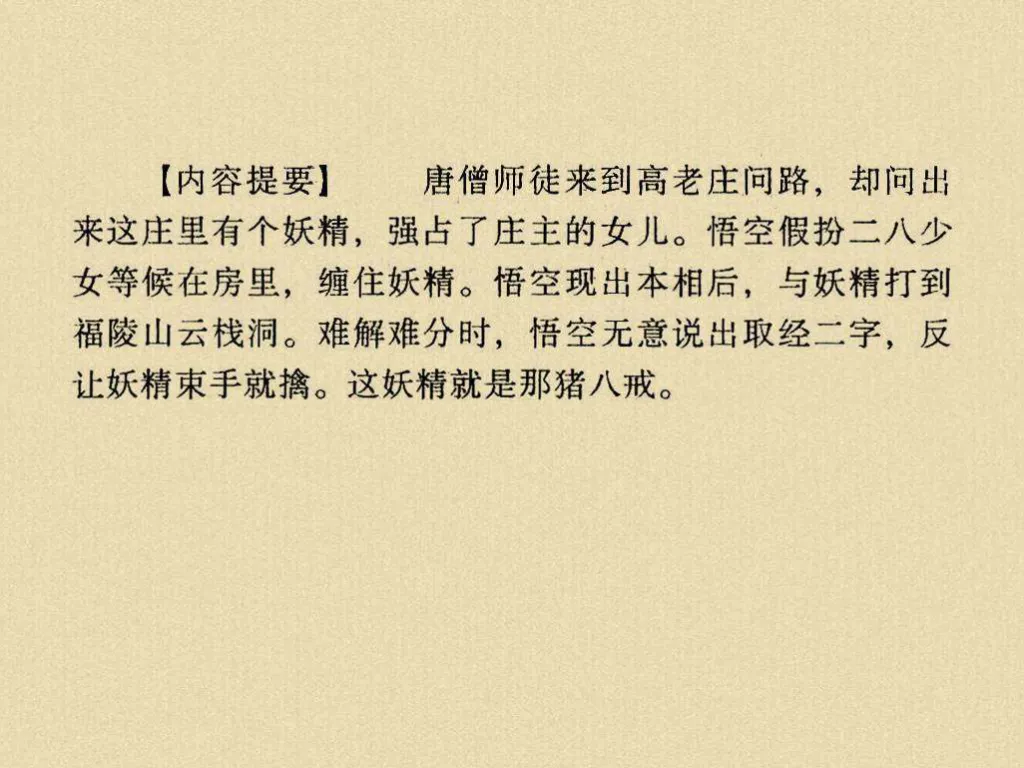 【内容提要】 唐僧师徒来到高老庄问路，却问出
来这庄里有个妖精，强占了庄主的女儿。悟空假扮二八少
女等候在房里，缠住妖精。悟空现出本相后，与妖精打到
福陵山云栈洞。难解难分时，悟空无意说出取经二字，反
让妖精束手就擒。这妖精就是那猪八戒。